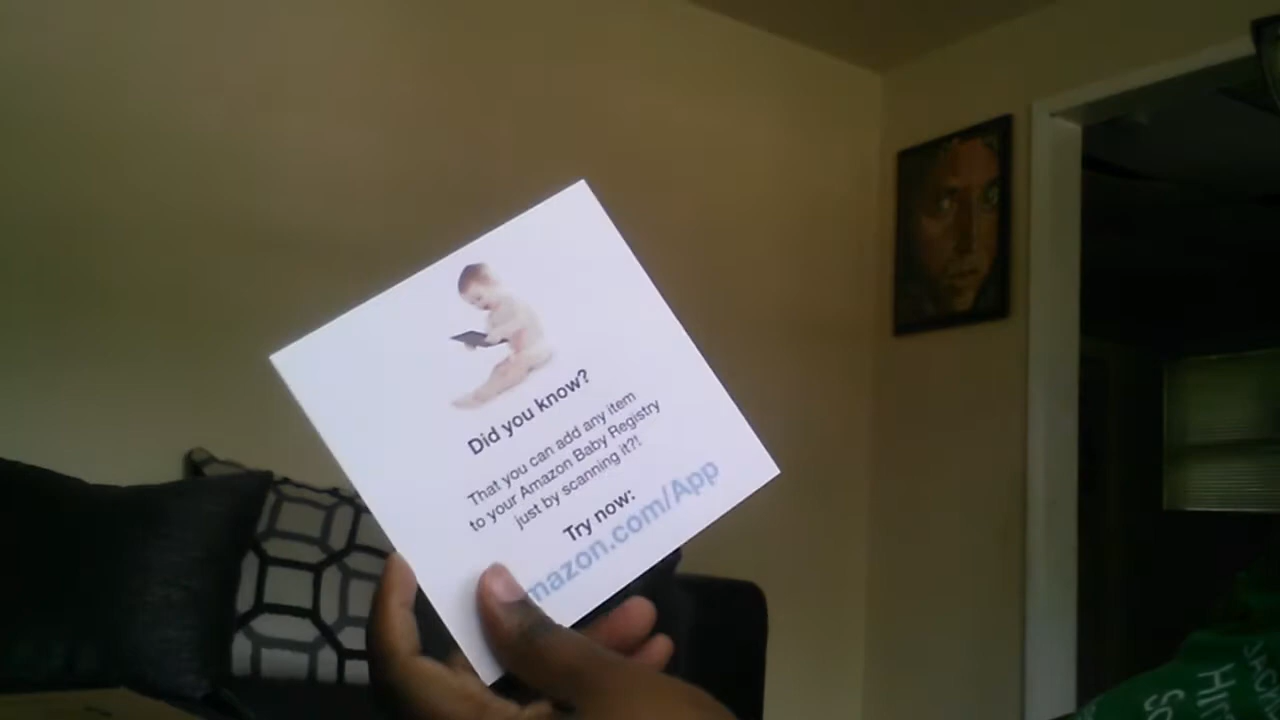 Did you know?
That you can add any item
to your Amazon Baby Registry
just by scanning it?!
Try now:
mazon.com/App